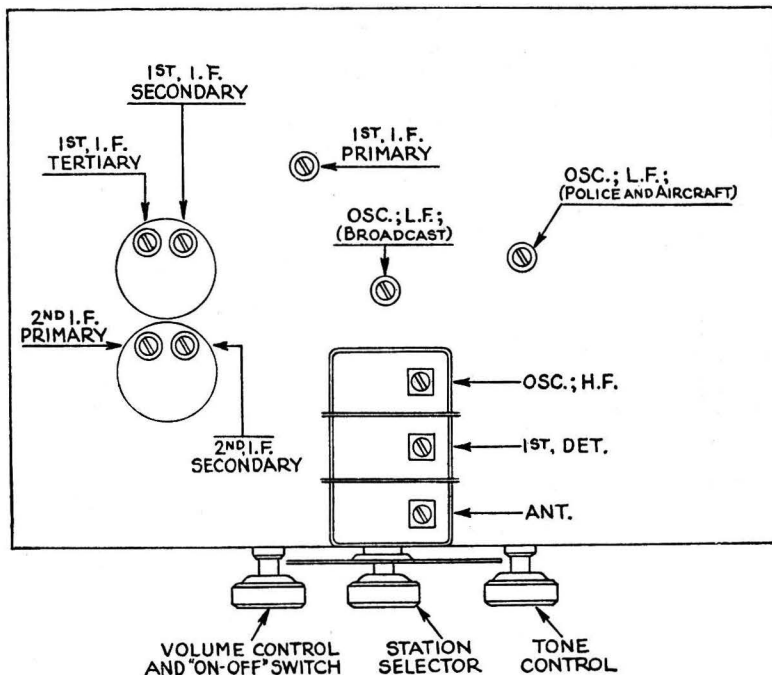 1ST, I.F.
SECONDARY
1ST, I.F.
TERTIARY
1ST, I.F.
PRIMARY
OSC.; L.F.;
(POLICE AND AIRCRAFT)
OSC.; L.F.;
(BROADCAST)
2ND I.F.
PRIMARY
OSC.; H.F.
1ST, DET.
2ND, I.F.
SECONDARY
ANT.
VOLUME CONTROL
AND "ON-OFF" SWITCH
STATION
SELECTOR
TONE
CONTROL